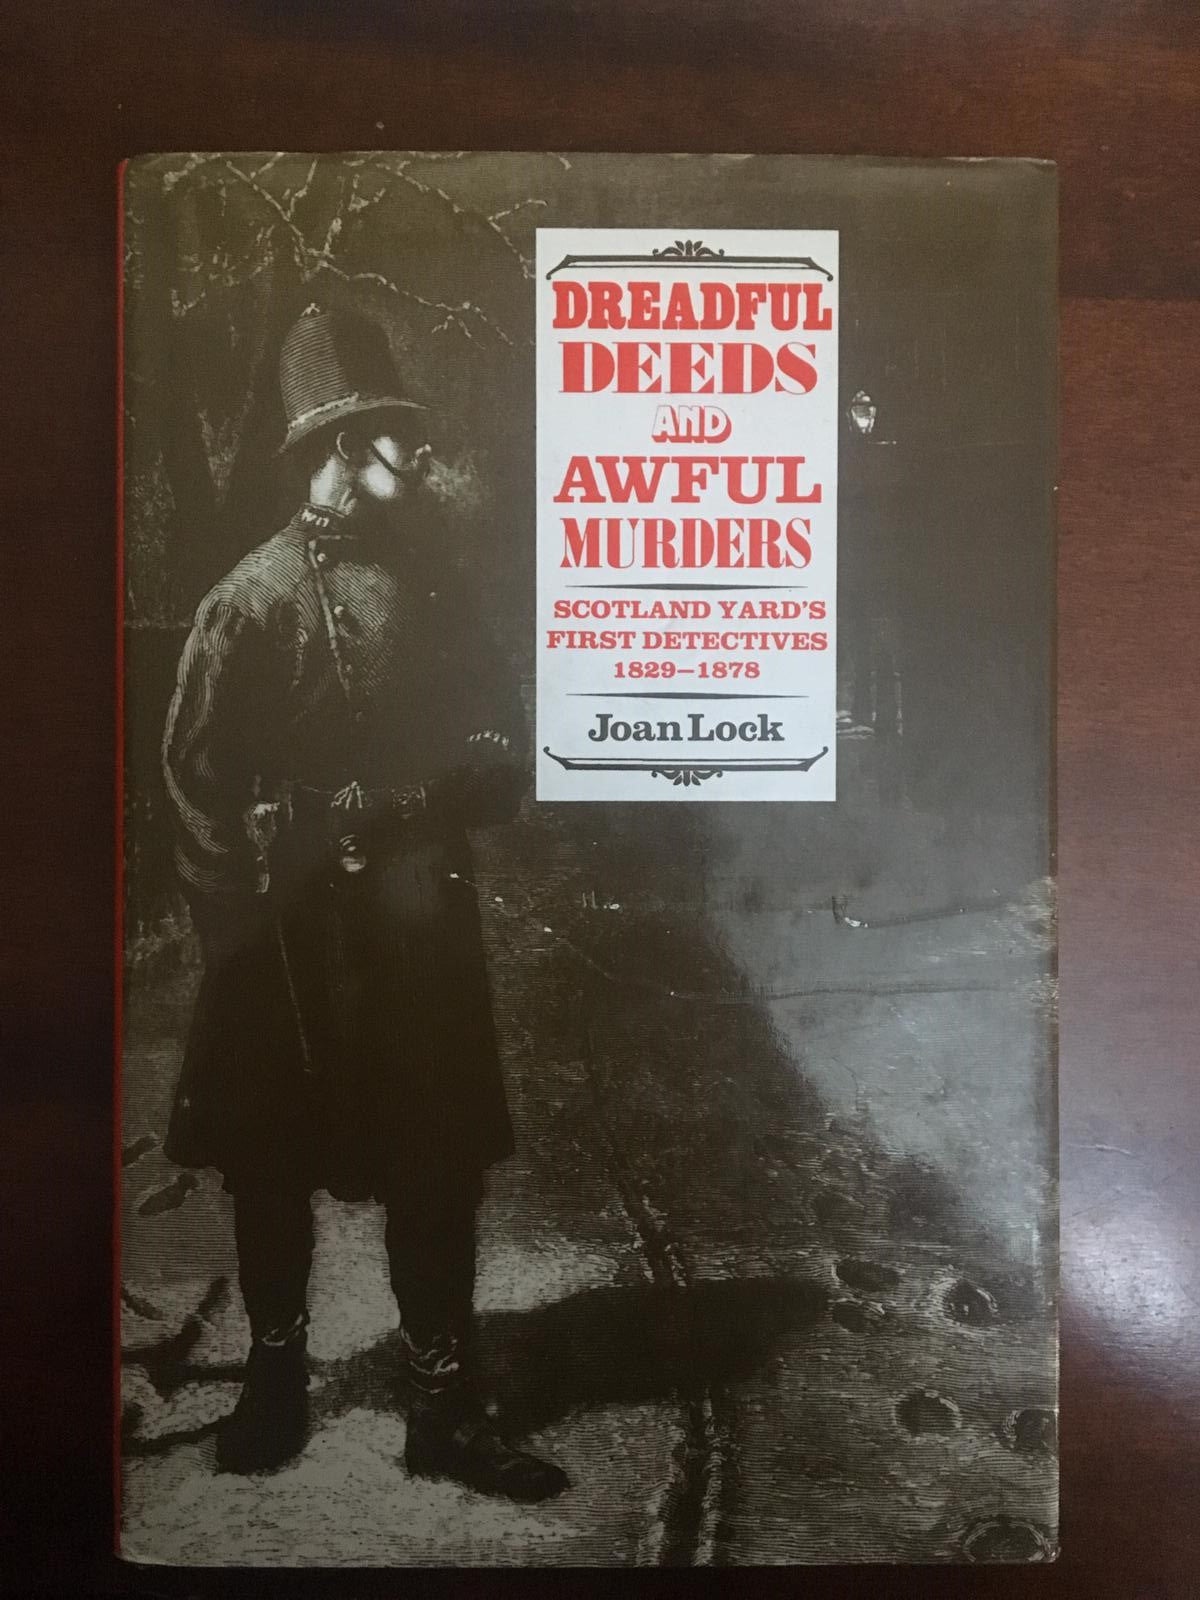 DREADFUL
DEEDS
AND
AWFUL
MURDERS
SCOTLAND YARD'S
FIRST DETECTIVES
1829–1878
Joan Lock